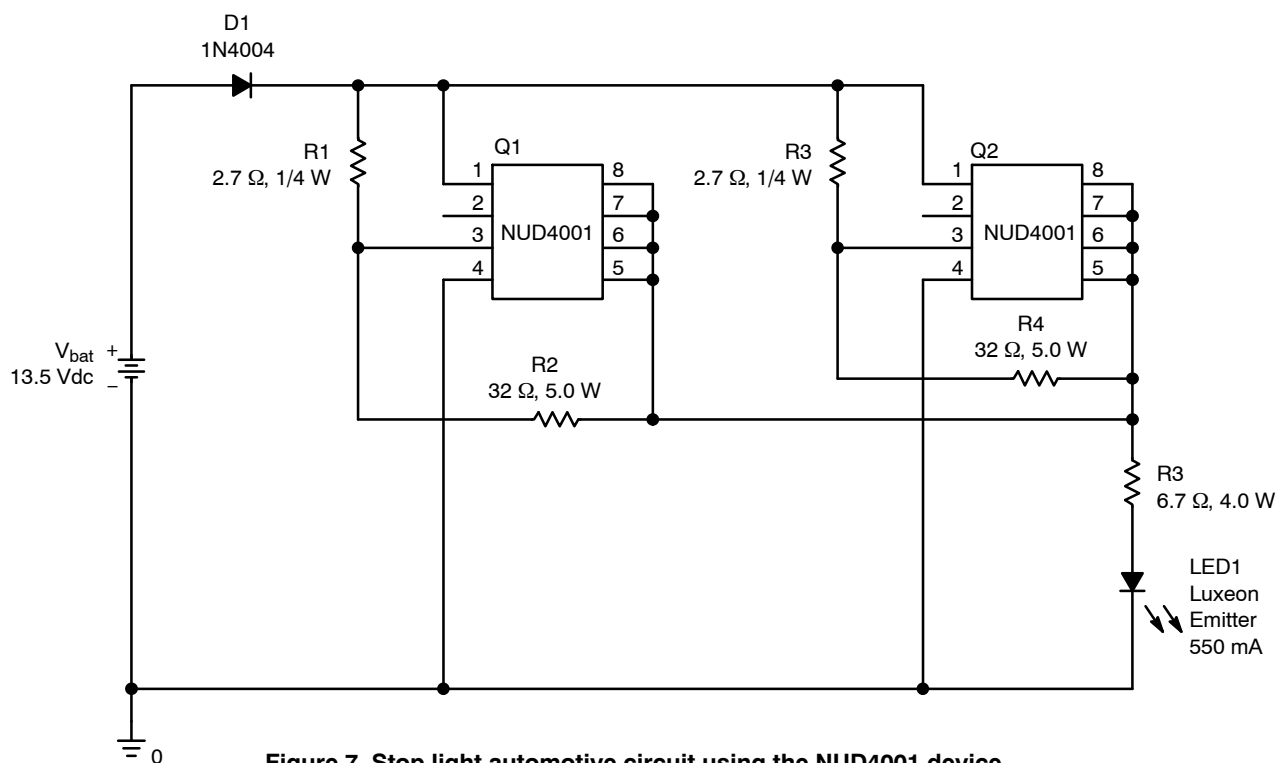 D1
1N4004
R1
2.7 Ω, 1/4 W
Q1
1
2
3
4
NUD4001
8
7
6
5
R3
2.7 Ω, 1/4 W
Q2
1
2
3
4
NUD4001
8
7
6
5
Vbat
13.5 Vdc
+
−
R2
32 Ω, 5.0 W
R4
32 Ω, 5.0 W
R3
6.7 Ω, 4.0 W
LED1
Luxeon
Emitter
550 mA
0
Figure 7. Stop light automotive circuit using the NUD4001 device